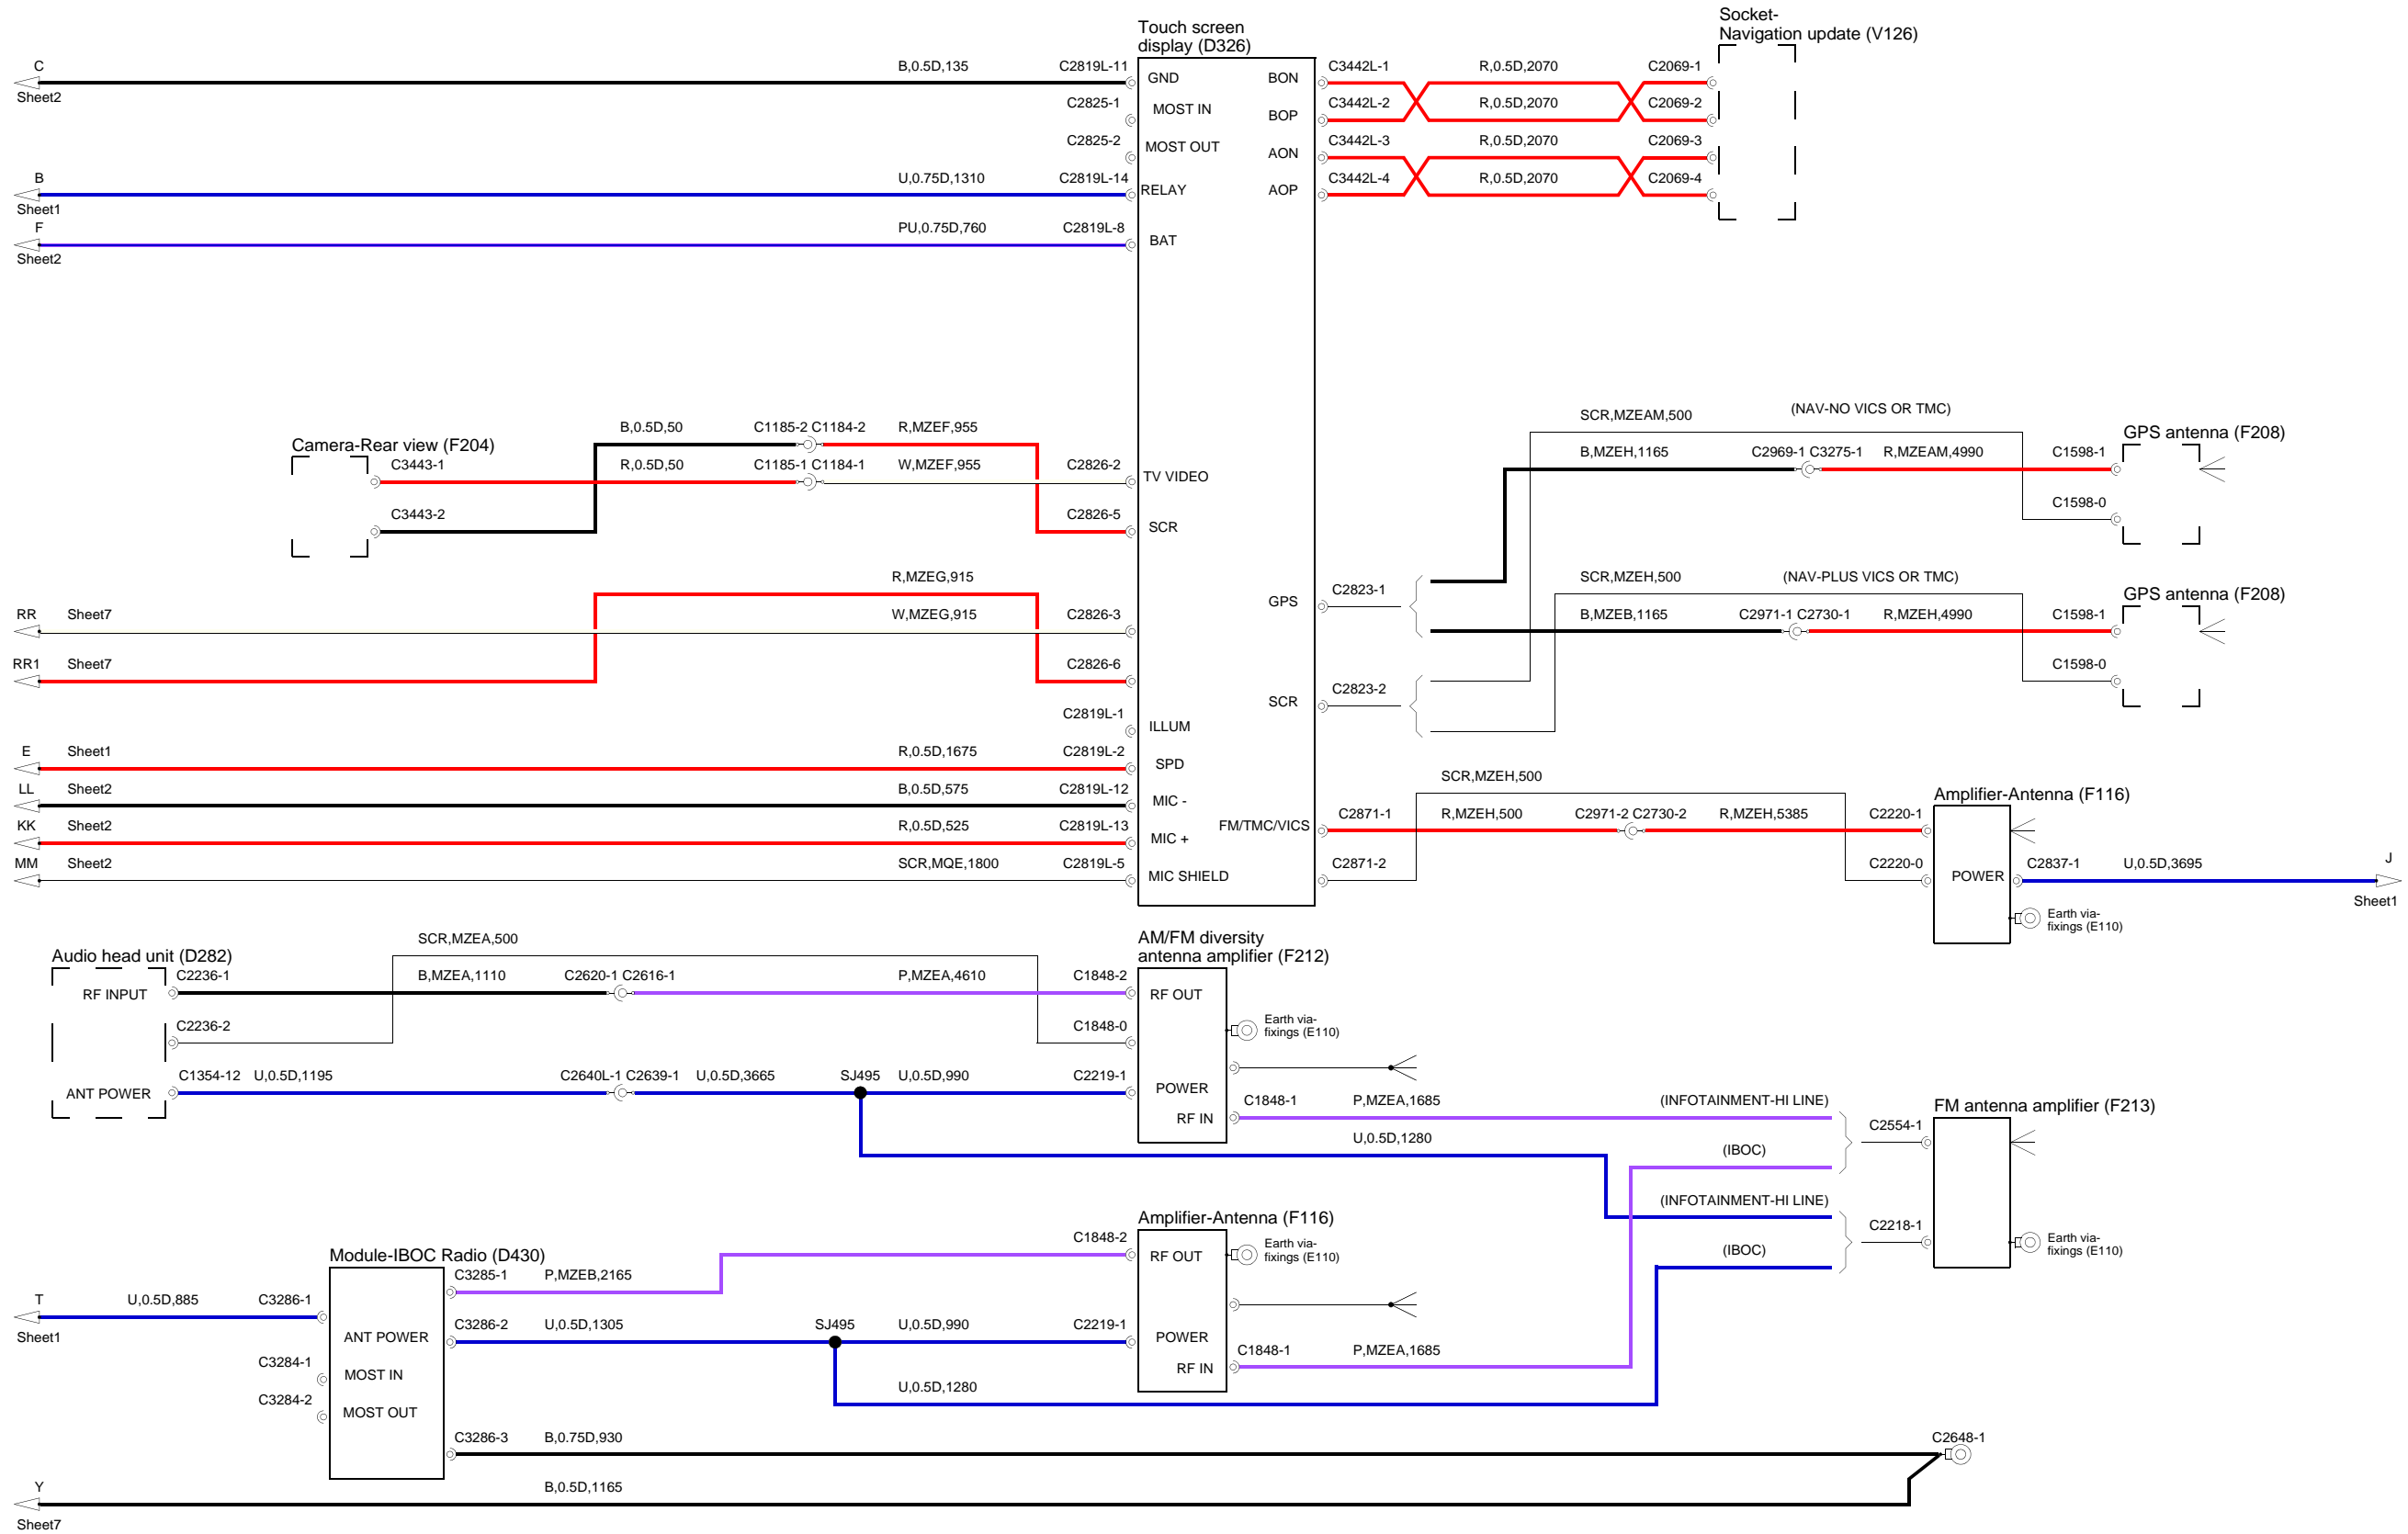 Touch screen
display (D326)
Socket-
Navigation update (V126)
C
Sheet2
B,0.5D,135
C2819L-11
GND
BON
C3442L-1
R,0.5D,2070
C2069-1
C2825-1
MOST IN
BOP
C3442L-2
R,0.5D,2070
C2069-2
C2825-2
MOST OUT
AON
C3442L-3
R,0.5D,2070
C2069-3
B
Sheet1
U,0.75D,1310
C2819L-14
RELAY
AOP
C3442L-4
R,0.5D,2070
C2069-4
F
Sheet2
PU,0.75D,760
C2819L-8
BAT
Camera-Rear view (F204)
C3443-1
C3443-2
B,0.5D,50
C1185-2 C1184-2
R,MZEF,955
R,0.5D,50
C1185-1 C1184-1
W,MZEF,955
C2826-2
TV VIDEO
C2826-5
SCR
SCR,MZEAM,500
(NAV-NO VICS OR TMC)
GPS antenna (F208)
B,MZEH,1165
C2969-1 C3275-1
R,MZEAM,4990
C1598-1
C1598-0
R,MZEG,915
RR
Sheet7
W,MZEG,915
C2826-3
GPS
C2823-1
SCR,MZEH,500
(NAV-PLUS VICS OR TMC)
GPS antenna (F208)
B,MZEB,1165
C2971-1 C2730-1
R,MZEH,4990
C1598-1
C1598-0
RR1
Sheet7
C2826-6
SCR
C2823-2
C2819L-1
ILLUM
E
Sheet1
R,0.5D,1675
C2819L-2
SPD
LL
Sheet2
B,0.5D,575
C2819L-12
MIC -
KK
Sheet2
R,0.5D,525
C2819L-13
MIC +
MM
Sheet2
SCR,MQE,1800
C2819L-5
MIC SHIELD
SCR,MZEH,500
FM/TMC/VICS
C2871-1
R,MZEH,500
C2971-2 C2730-2
R,MZEH,5385
C2220-1
C2871-2
C2220-0
Amplifier-Antenna (F116)
POWER
C2837-1
U,0.5D,3695
J
Sheet1
Earth via-
fixings (E110)
Audio head unit (D282)
SCR,MZEA,500
AM/FM diversity
antenna amplifier (F212)
RF INPUT
C2236-1
B,MZEA,1110
C2620-1 C2616-1
P,MZEA,4610
C1848-2
RF OUT
C2236-2
C1848-0
Earth via-
fixings (E110)
ANT POWER
C1354-12
U,0.5D,1195
C2640L-1 C2639-1
U,0.5D,3665
SJ495
U,0.5D,990
C2219-1
POWER
RF IN
C1848-1
P,MZEA,1685
(INFOTAINMENT-HI LINE)
U,0.5D,1280
(IBOC)
C2554-1
FM antenna amplifier (F213)
(INFOTAINMENT-HI LINE)
C2218-1
(IBOC)
Earth via-
fixings (E110)
Amplifier-Antenna (F116)
C1848-2
RF OUT
Earth via-
fixings (E110)
Module-IBOC Radio (D430)
C3285-1
P,MZEB,2165
T
Sheet1
U,0.5D,885
C3286-1
ANT POWER
C3286-2
U,0.5D,1305
SJ495
U,0.5D,990
C2219-1
POWER
RF IN
C1848-1
P,MZEA,1685
C3284-1
MOST IN
U,0.5D,1280
C3284-2
MOST OUT
C3286-3
B,0.75D,930
C2648-1
Y
Sheet7
B,0.5D,1165